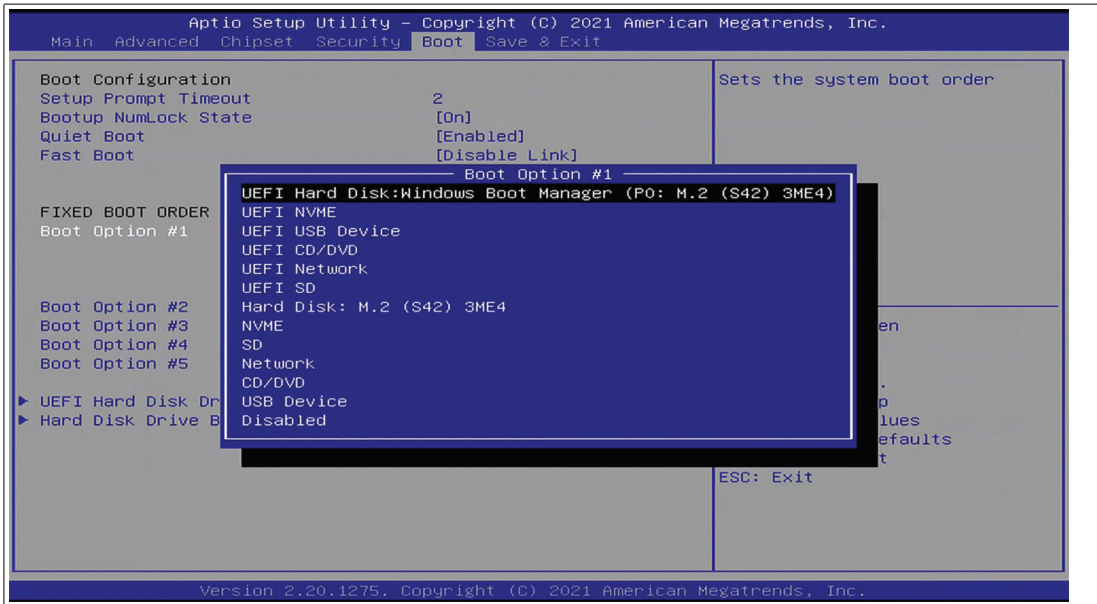 Aptio Setup Utility – Copyright (C) 2021 American Megatrends, Inc.
Main Advanced Chipset Security Boot Save & Exit
Boot Configuration
Setup Prompt Timeout 2
Bootup NumLock State [On]
Quiet Boot [Enabled]
Fast Boot [Disable Link]
FIXED BOOT ORDER
Boot Option #1
Boot Option #2
Boot Option #3
Boot Option #4
Boot Option #5
UEFI Hard Disk Dr
Hard Disk Drive B
Boot Option #1
UEFI Hard Disk:Windows Boot Manager (PO: M.2 (S42) 3ME4)
UEFI NVME
UEFI USB Device
UEFI CD/DVD
UEFI Network
UEFI SD
Hard Disk: M.2 (S42) 3ME4
NVME
SD
Network
CD/DVD
USB Device
Disabled
Sets the system boot order
en
.
p
lues
efaults
t
ESC: Exit
Version 2.20.1275. Copyright (C) 2021 American Megatrends, Inc.